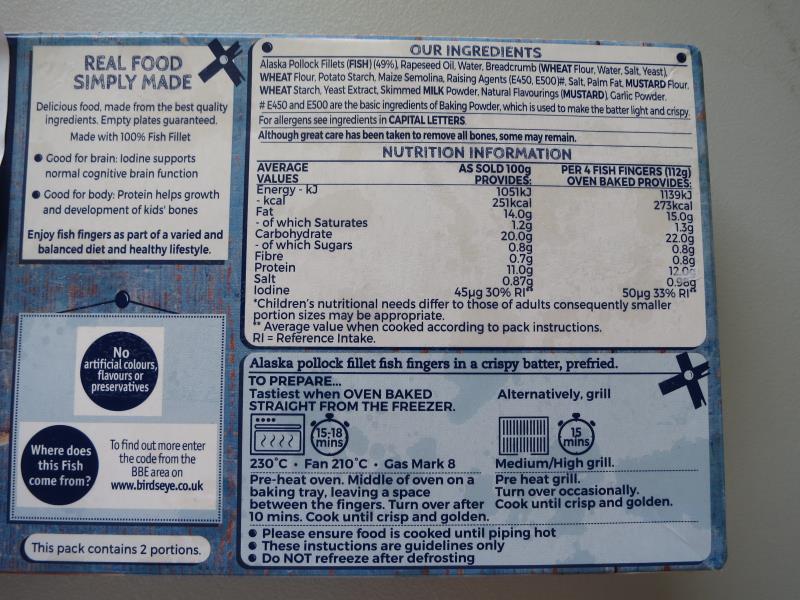 REAL FOOD
SIMPLY MADE
Delicious food, made from the best quality
ingredients. Empty plates guaranteed.
Made with 100% Fish Fillet
Good for brain: Iodine supports
normal cognitive brain function
Good for body: Protein helps growth
and development of kids' bones
Enjoy fish fingers as part of a varied and
balanced diet and healthy lifestyle.
No
artificial colours,
flavours or
preservatives
Where does
this Fish
come from?
To find out more enter
the code from the
BBE area on
www.birdseye.co.uk
This pack contains 2 portions.
OUR INGREDIENTS
Alaska Pollock Fillets (FISH) (49%), Rapeseed Oil, Water, Breadcrumb (WHEAT Flour, Water, Salt, Yeast),
WHEAT Flour, Potato Starch, Maize Semolina, Raising Agents (E450, E500)#, Salt, Palm Fat, MUSTARD Flour,
WHEAT Starch, Yeast Extract, Skimmed MILK Powder, Natural Flavourings (MUSTARD), Garlic Powder.
# E450 and E500 are the basic ingredients of Baking Powder, which is used to make the batter light and crispy.
For allergens see ingredients in CAPITAL LETTERS.
Although great care has been taken to remove all bones, some may remain.
NUTRITION INFORMATION
AVERAGE VALUES AS SOLD 100g PROVIDES: PER 4 FISH FINGERS (112g) OVEN BAKED PROVIDES:
Energy - kJ 1051kJ 1139kJ
- kcal 251kcal 273kcal
Fat 14.0g 15.0g
- of which Saturates 1.2g 1.3g
Carbohydrate 20.0g 22.0g
- of which Sugars 0.8g 0.8g
Fibre 0.7g 0.8g
Protein 11.0g 12.0g
Salt 0.87g 0.98g
Iodine 45µg 30% RI** 50µg 33% RI**
*Children's nutritional needs differ to those of adults consequently smaller
portion sizes may be appropriate.
** Average value when cooked according to pack instructions.
RI = Reference Intake.
Alaska pollock fillet fish fingers in a crispy batter, prefried.
TO PREPARE...
Tastiest when OVEN BAKED
STRAIGHT FROM THE FREEZER.
15-18
mins
230°C • Fan 210°C • Gas Mark 8
Pre-heat oven. Middle of oven on a
baking tray, leaving a space
between the fingers. Turn over after
10 mins. Cook until crisp and golden.
Alternatively, grill
15
mins
Medium/High grill.
Pre heat grill.
Turn over occasionally.
Cook until crisp and golden.
Please ensure food is cooked until piping hot
These instuctions are guidelines only
Do NOT refreeze after defrosting